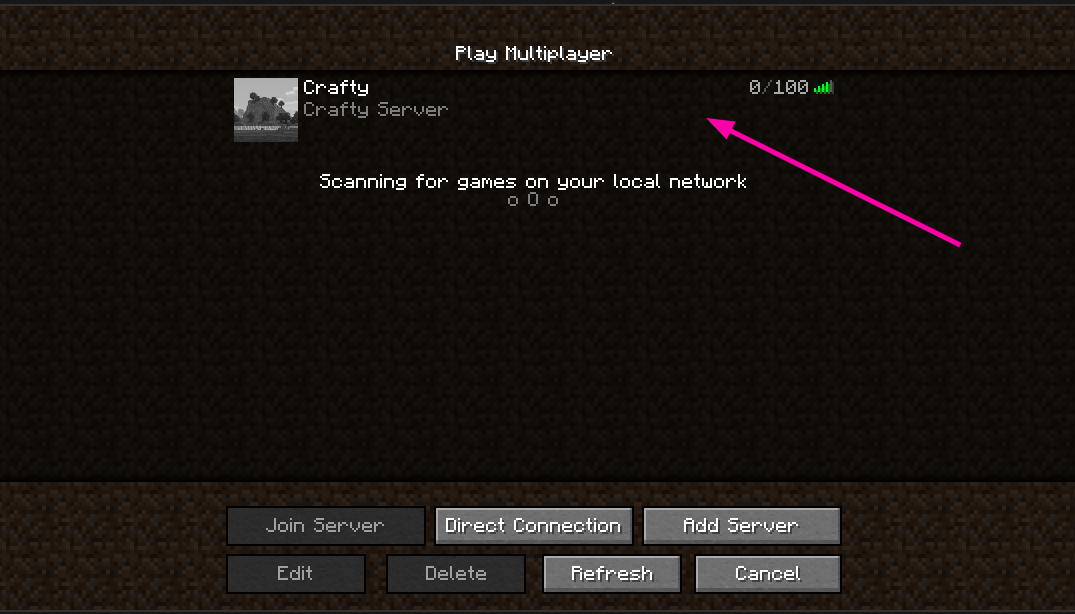 Play Multiplayer
Crafty
0/100
Crafty Server
Scanning for games on your local network
o O o
Join Server
Direct Connection
Add Server
Edit
Delete
Refresh
Cancel